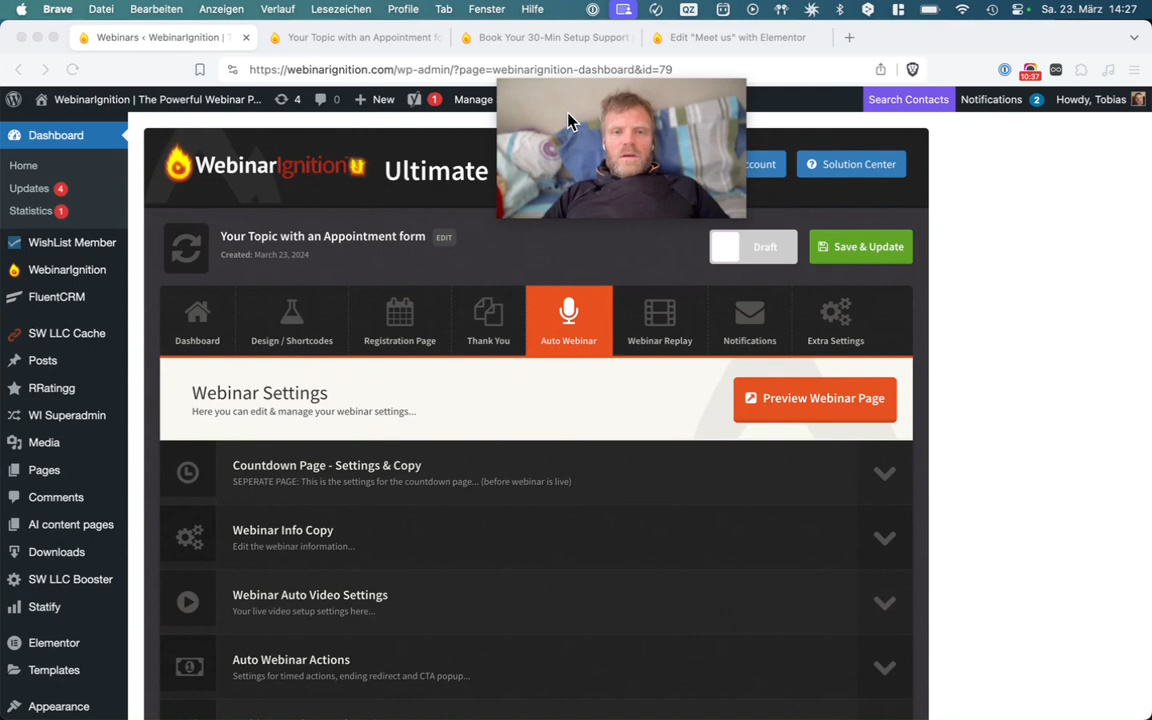 Brave Datei Bearbeiten Anzeigen Verlauf Lesezeichen Profile Tab Fenster Hilfe QZ Sa. 23. März 14:27
Webinars ‹ WebinarIgnition | T Your Topic with an Appointment fo Book Your 30-Min Setup Support Edit "Meet us" with Elementor
https://webinarignition.com/wp-admin/?page=webinarignition-dashboard&id=79 10:37
WebinarIgnition | The Powerful Webinar P... 4 0 New 1 Manage Search Contacts Notifications 2 Howdy, Tobias
Dashboard
Home
Updates 4
Statistics 1
WishList Member
WebinarIgnition
FluentCRM
SW LLC Cache
Posts
RRatingg
WI Superadmin
Media
Pages
Comments
AI content pages
Downloads
SW LLC Booster
Statify
Elementor
Templates
Appearance
WebinarIgnition U Ultimate count Solution Center
Your Topic with an Appointment form EDIT
Created: March 23, 2024
Draft Save & Update
Dashboard Design / Shortcodes Registration Page Thank You Auto Webinar Webinar Replay Notifications Extra Settings
Webinar Settings
Here you can edit & manage your webinar settings...
Preview Webinar Page
Countdown Page - Settings & Copy
SEPERATE PAGE: This is the settings for the countdown page... (before webinar is live)
Webinar Info Copy
Edit the webinar information...
Webinar Auto Video Settings
Your live video setup settings here...
Auto Webinar Actions
Settings for timed actions, ending redirect and CTA popup...